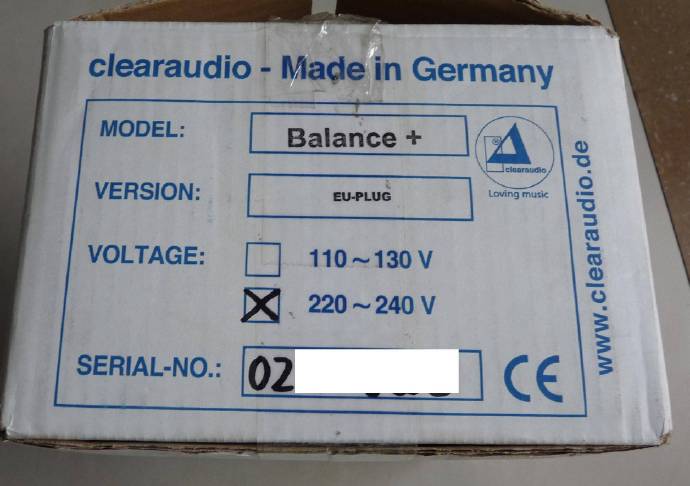 clearaudio - Made in Germany
MODEL: Balance +
clearaudio
Loving music
VERSION: EU-PLUG
VOLTAGE: 110~130 V
220~240 V
SERIAL-NO.: 02
CE
www.clearaudio.de